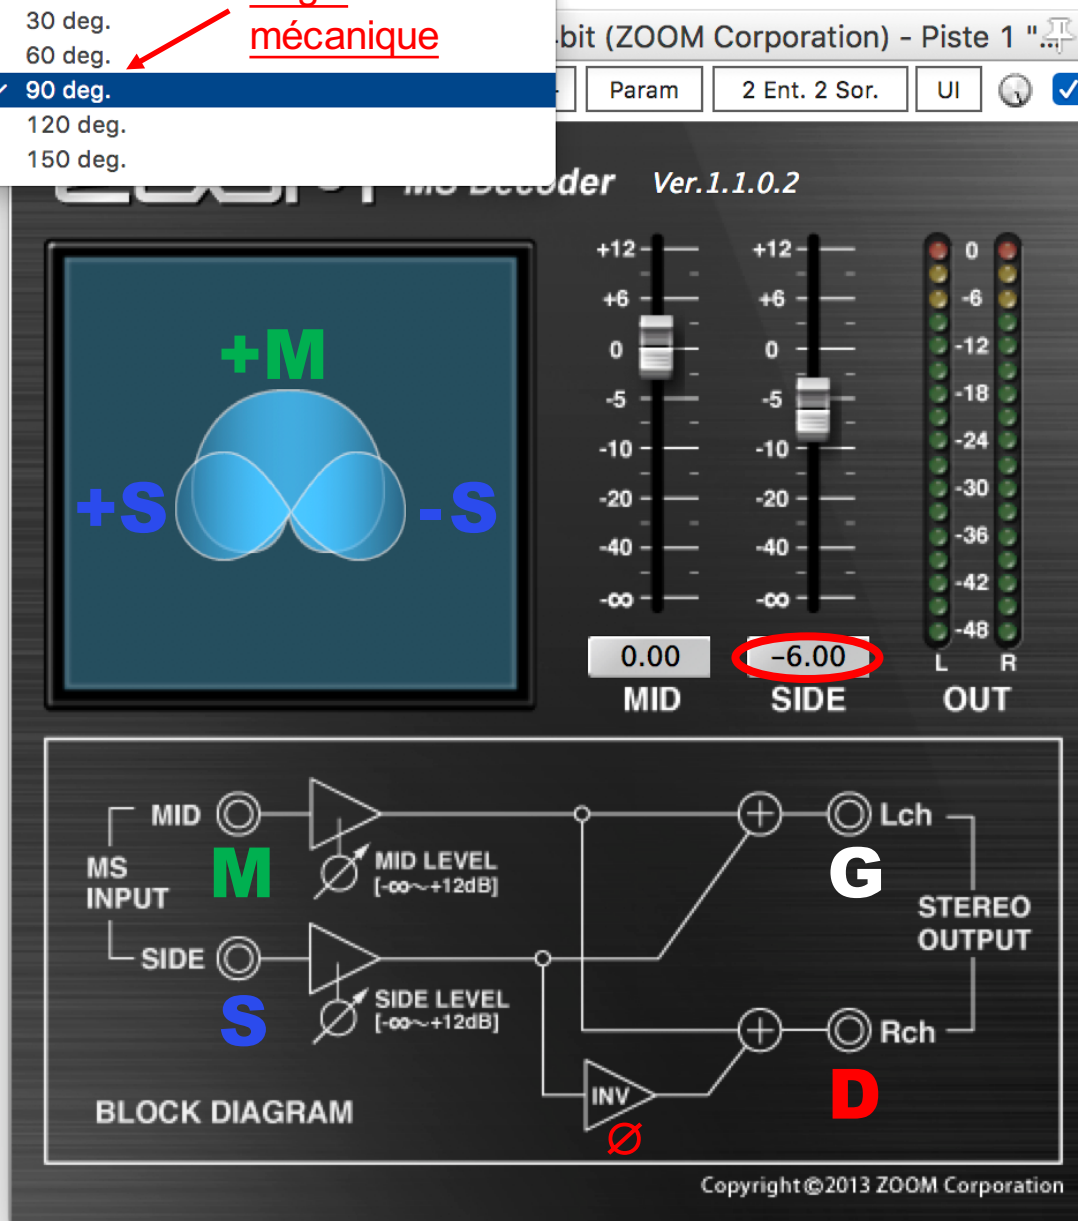 30 deg.
mécanique
60 deg.
-bit (ZOOM Corporation) - Piste 1 "...
✓ 90 deg.
Param
2 Ent. 2 Sor.
UI
120 deg.
150 deg.
ZOOM MS Decoder Ver.1.1.0.2
+12 +12 0
+6 +6 -6
0 0 -12
-5 -5 -18
-10 -10 -24
-20 -20 -30
-40 -40 -36
-∞ -∞ -42
-48
+M
+S -S
0.00 -6.00 L R
MID SIDE OUT
MID Lch
M G
MS
INPUT
MID LEVEL
[-∞~+12dB]
STEREO
OUTPUT
SIDE
S
SIDE LEVEL
[-∞~+12dB]
Rch
D
INV
Ø
BLOCK DIAGRAM
Copyright©2013 ZOOM Corporation